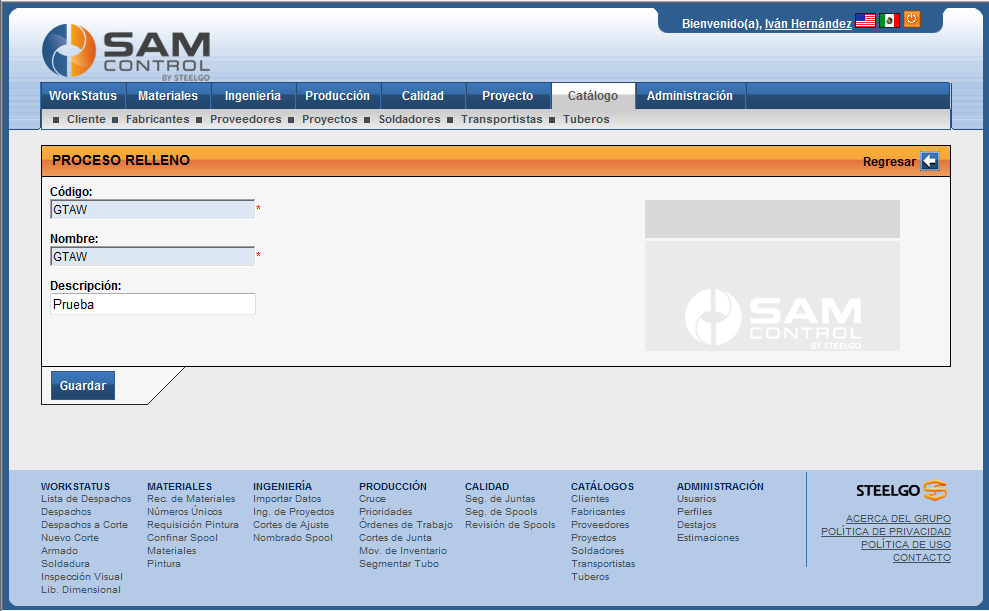 Bienvenido(a), Iván Hernández
SAM
CONTROL
BY STEELGO
WorkStatus Materiales Ingeniería Producción Calidad Proyecto Catálogo Administración
Cliente Fabricantes Proveedores Proyectos Soldadores Transportistas Tuberos
PROCESO RELLENO Regresar
Código:
GTAW *
Nombre:
GTAW *
Descripción:
Prueba
SAM
CONTROL
BY STEELGO
Guardar
WORKSTATUS
Lista de Despachos
Despachos
Despachos a Corte
Nuevo Corte
Armado
Soldadura
Inspección Visual
Lib. Dimensional
MATERIALES
Rec. de Materiales
Números Únicos
Requisición Pintura
Confinar Spool
Materiales
Pintura
INGENIERÍA
Importar Datos
Ing. de Proyectos
Cortes de Ajuste
Nombrado Spool
PRODUCCIÓN
Cruce
Prioridades
Órdenes de Trabajo
Cortes de Junta
Mov. de Inventario
Segmentar Tubo
CALIDAD
Seg. de Juntas
Seg. de Spools
Revisión de Spools
CATÁLOGOS
Clientes
Fabricantes
Proveedores
Proyectos
Soldadores
Transportistas
Tuberos
ADMINISTRACIÓN
Usuarios
Perfiles
Destajos
Estimaciones
STEELGO
ACERCA DEL GRUPO
POLÍTICA DE PRIVACIDAD
POLÍTICA DE USO
CONTACTO